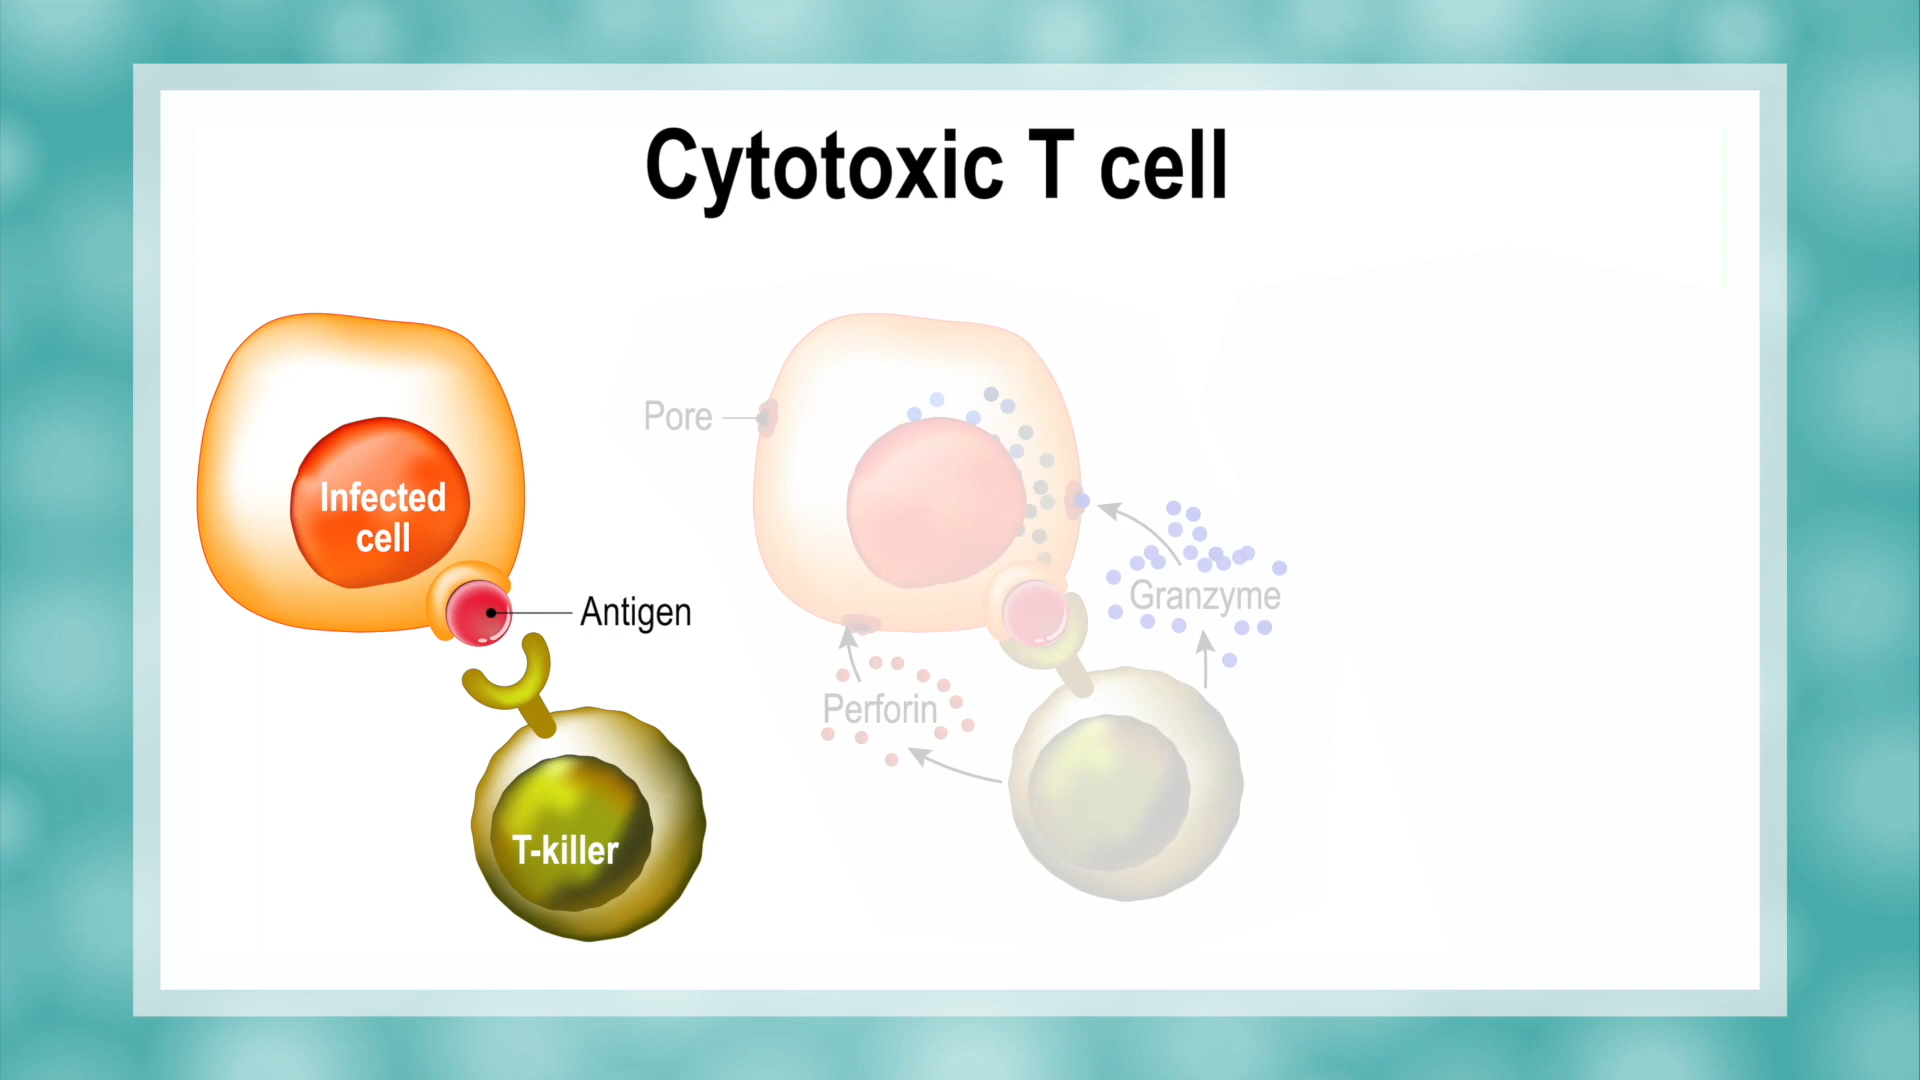 Cytotoxic T cell
Infected
cell
Antigen
T-killer
Pore
Granzyme
Perforin